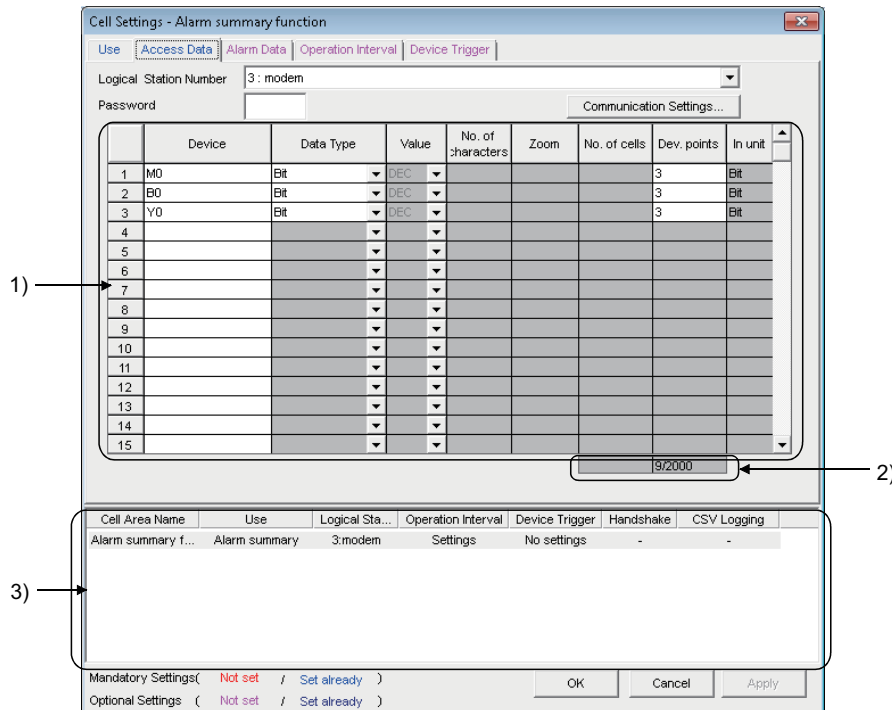 Cell Settings - Alarm summary function
Use Access Data Alarm Data Operation Interval Device Trigger
Logical Station Number 3 : modem
Password Communication Settings...
Device Data Type Value No. of characters Zoom No. of cells Dev. points In unit
1 M0 Bit DEC 3 Bit
2 B0 Bit DEC 3 Bit
3 Y0 Bit DEC 3 Bit
4
5
6
1) 7
8
9
10
11
12
13
14
15
9/2000 2)
Cell Area Name Use Logical Sta... Operation Interval Device Trigger Handshake CSV Logging
Alarm summary f... Alarm summary 3:modem Settings No settings - -
3)
Mandatory Settings( Not set / Set already )
OK Cancel Apply
Optional Settings ( Not set / Set already )